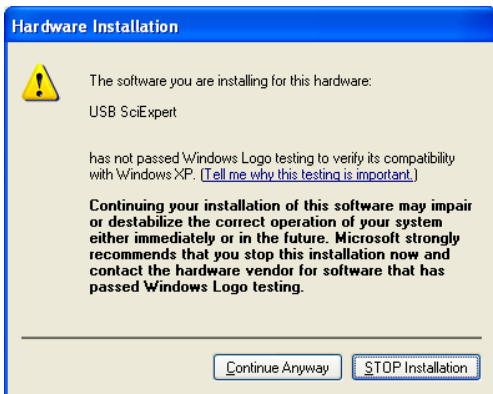 Hardware Installation
The software you are installing for this hardware:
USB SciExpert
has not passed Windows Logo testing to verify its compatibility
with Windows XP. (Tell me why this testing is important.)
Continuing your installation of this software may impair
or destabilize the correct operation of your system
either immediately or in the future. Microsoft strongly
recommends that you stop this installation now and
contact the hardware vendor for software that has
passed Windows Logo testing.
Continue Anyway
STOP Installation